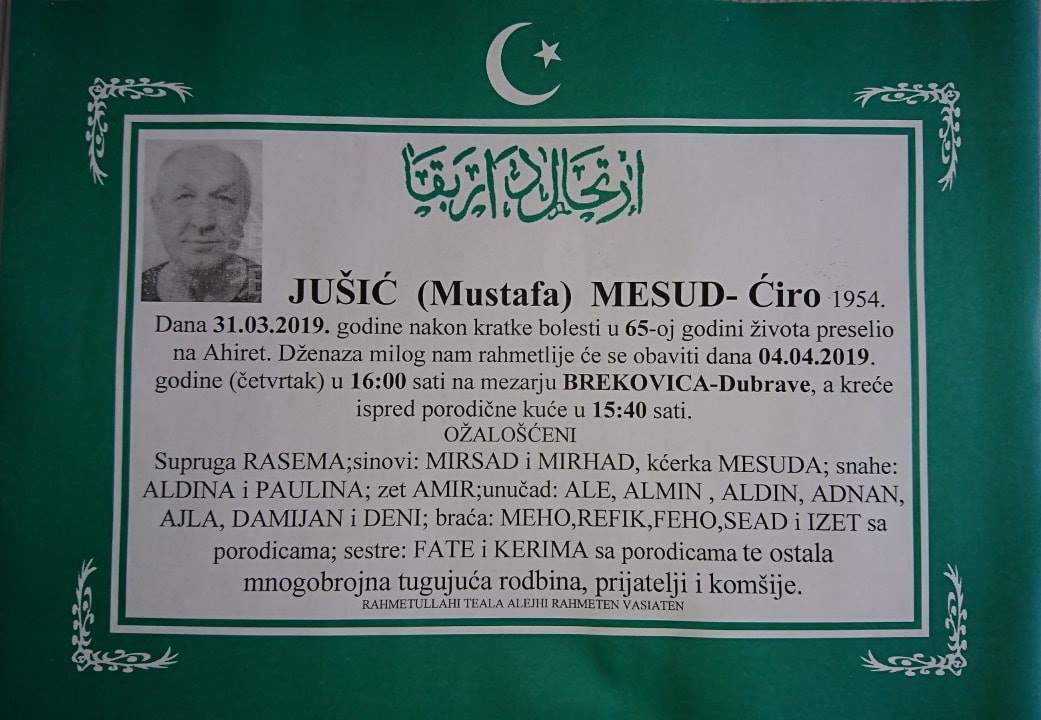 ارتحال دار بقا
JUŠIĆ (Mustafa) MESUD- Ćiro 1954.
Dana 31.03.2019. godine nakon kratke bolesti u 65-oj godini života preselio
na Ahiret. Dženaza milog nam rahmetlije će se obaviti dana 04.04.2019.
godine (četvrtak) u 16:00 sati na mezarju BREKOVICA-Dubrave, a kreće
ispred porodične kuće u 15:40 sati.
OŽALOŠĆENI
Supruga RASEMA;sinovi: MIRSAD i MIRHAD, kćerka MESUDA; snahe:
ALDINA i PAULINA; zet AMIR;unučad: ALE, ALMIN , ALDIN, ADNAN,
AJLA, DAMIJAN i DENI; braća: MEHO,REFIK,FEHO,SEAD i IZET sa
porodicama; sestre: FATE i KERIMA sa porodicama te ostala
mnogobrojna tugujuća rodbina, prijatelji i komšije.
RAHMETULLAHI TEALA ALEJHI RAHMETEN VASIATEN